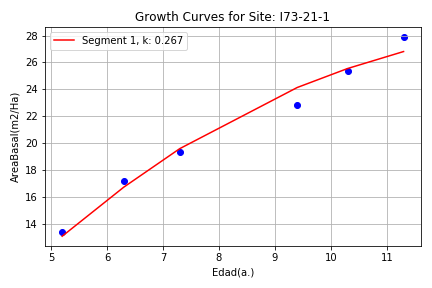 Growth Curves for Site: I73-21-1
Segment 1, k: 0.267
AreaBasal(m2/Ha)
28
26
24
22
20
18
16
14
5 6 7 8 9 10 11
Edad(a.)